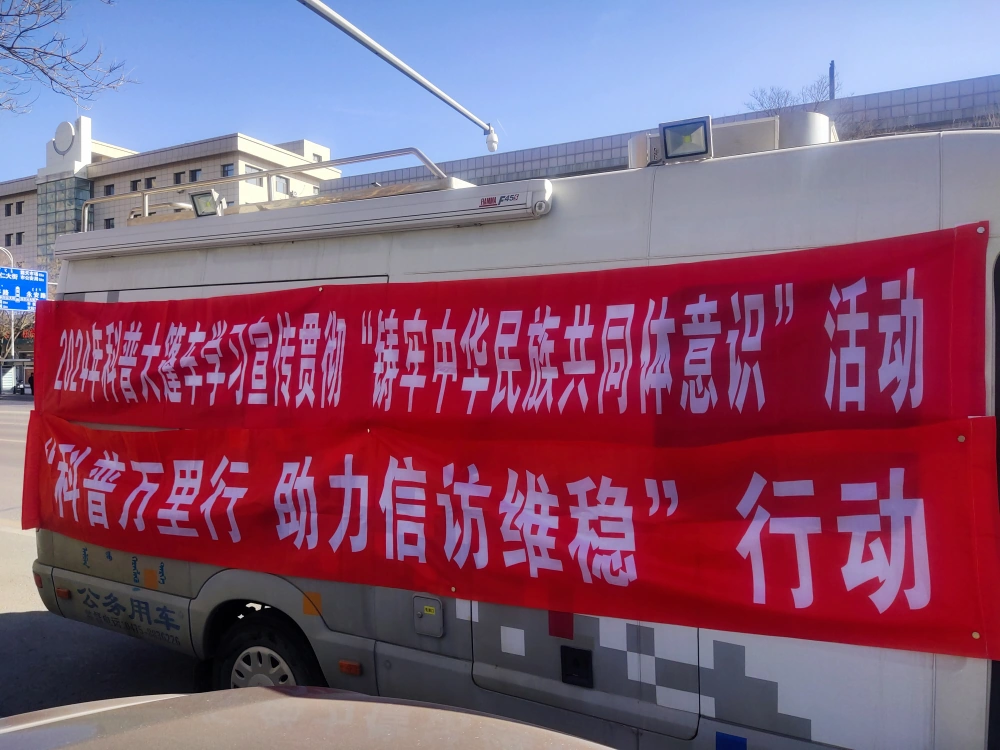 FIAMMA F45S
2024年科普大篷车学习宣传贯彻“铸牢中华民族共同体意识”活动
“科普万里行 助力信访维稳”行动
公务用车